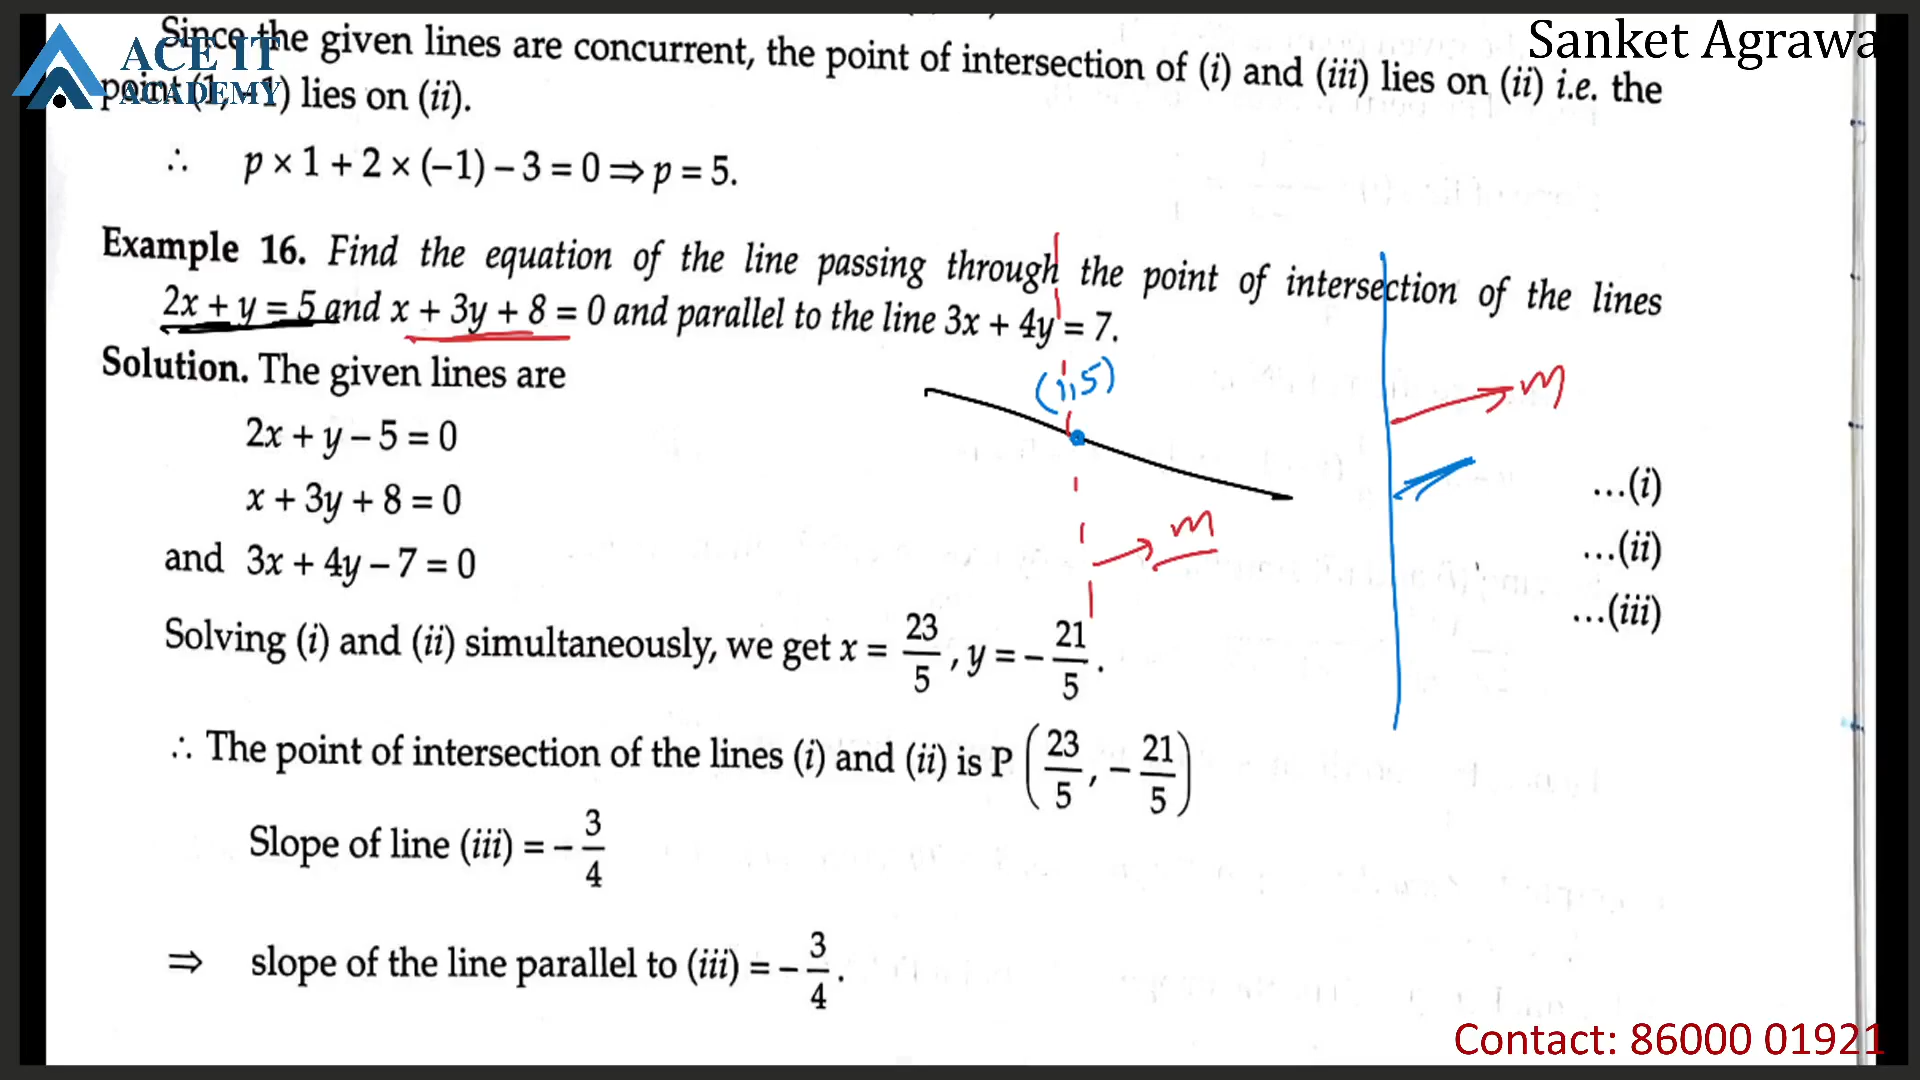 Since the given lines are concurrent, the point of intersection of (i) and (iii) lies on (ii) i.e. the
point (1, –1) lies on (ii).
ACE IT
ACADEMY
Sanket Agrawa
∴ p × 1 + 2 × (–1) – 3 = 0 ⇒ p = 5.
Example 16. Find the equation of the line passing through the point of intersection of the lines
2x + y = 5 and x + 3y + 8 = 0 and parallel to the line 3x + 4y = 7.
Solution. The given lines are
(1,5)
m
2x + y – 5 = 0 ...(i)
x + 3y + 8 = 0 ...(ii)
m
and 3x + 4y – 7 = 0 ...(iii)
Solving (i) and (ii) simultaneously, we get x = 23/5, y = – 21/5.
∴ The point of intersection of the lines (i) and (ii) is P (23/5, – 21/5)
Slope of line (iii) = – 3/4
⇒ slope of the line parallel to (iii) = – 3/4.
Contact: 86000 01921